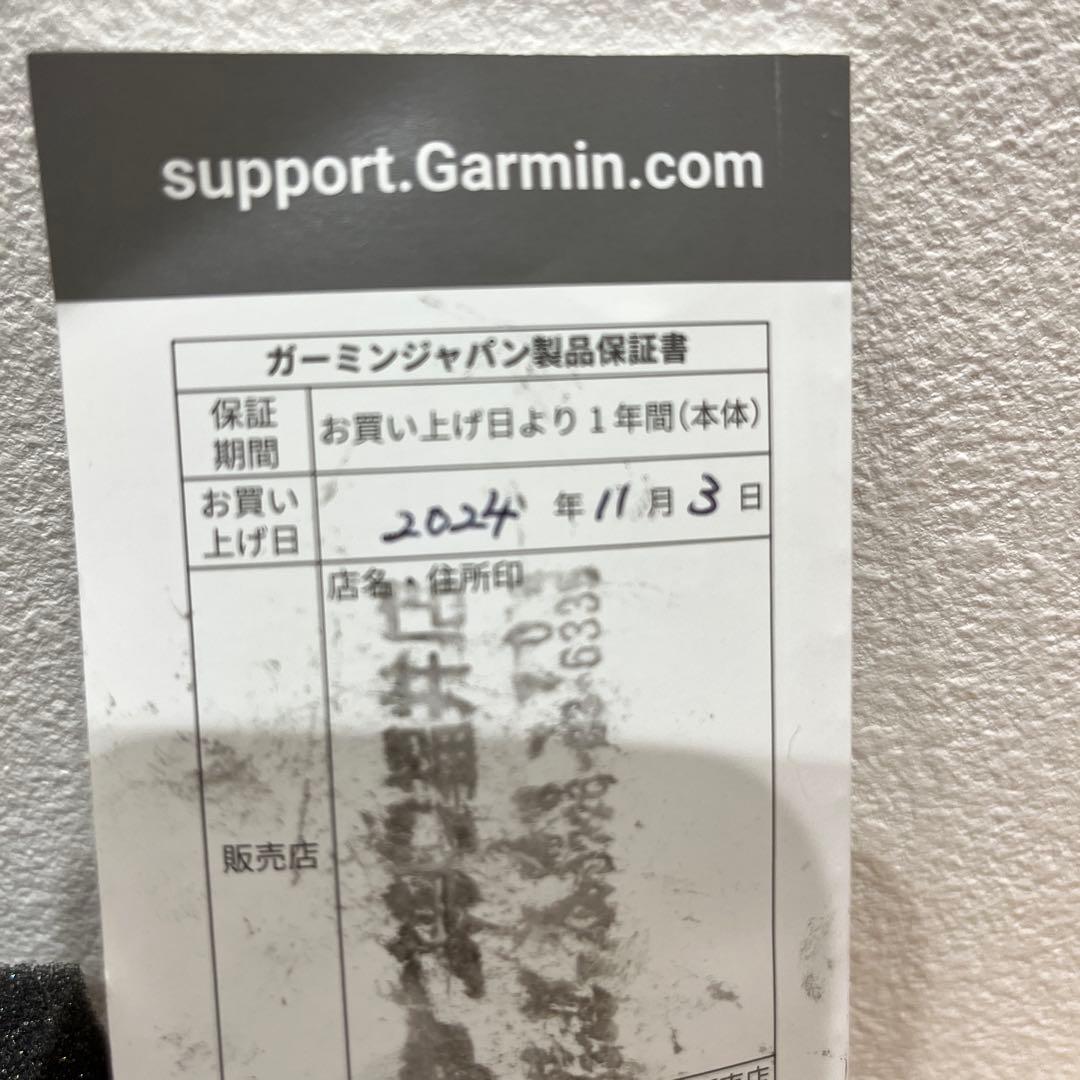 support.Garmin.com
ガーミンジャパン製品保証書
保証
期間
お買い上げ日より1年間(本体)
お買い
上げ日
2024 年 11 月 3 日
店名・住所印
販売店